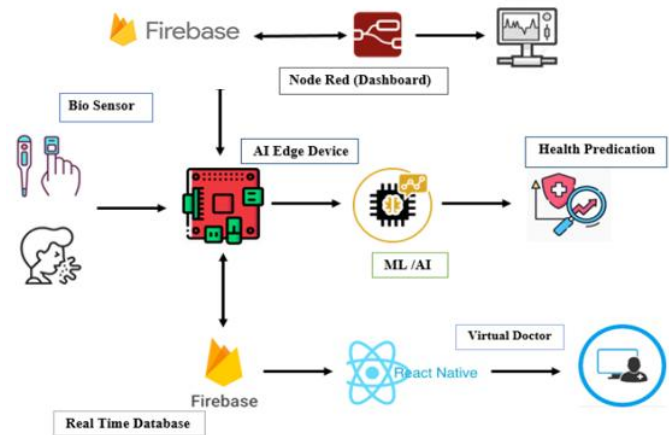 Firebase
Node Red (Dashboard)
Bio Sensor
AI Edge Device
Health Predication
ML /AI
Virtual Doctor
React Native
Firebase
Real Time Database